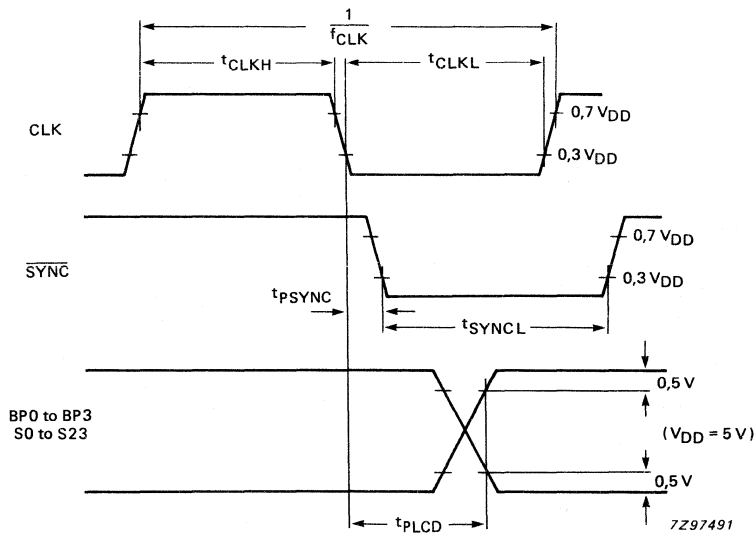 1
fCLK
tCLKH
tCLKL
CLK
0,7 VDD
0,3 VDD
SYNC
0,7 VDD
0,3 VDD
tPSYNC
tSYNCL
BP0 to BP3
S0 to S23
0,5 V
(VDD = 5 V)
0,5 V
tPLCD
7Z97491